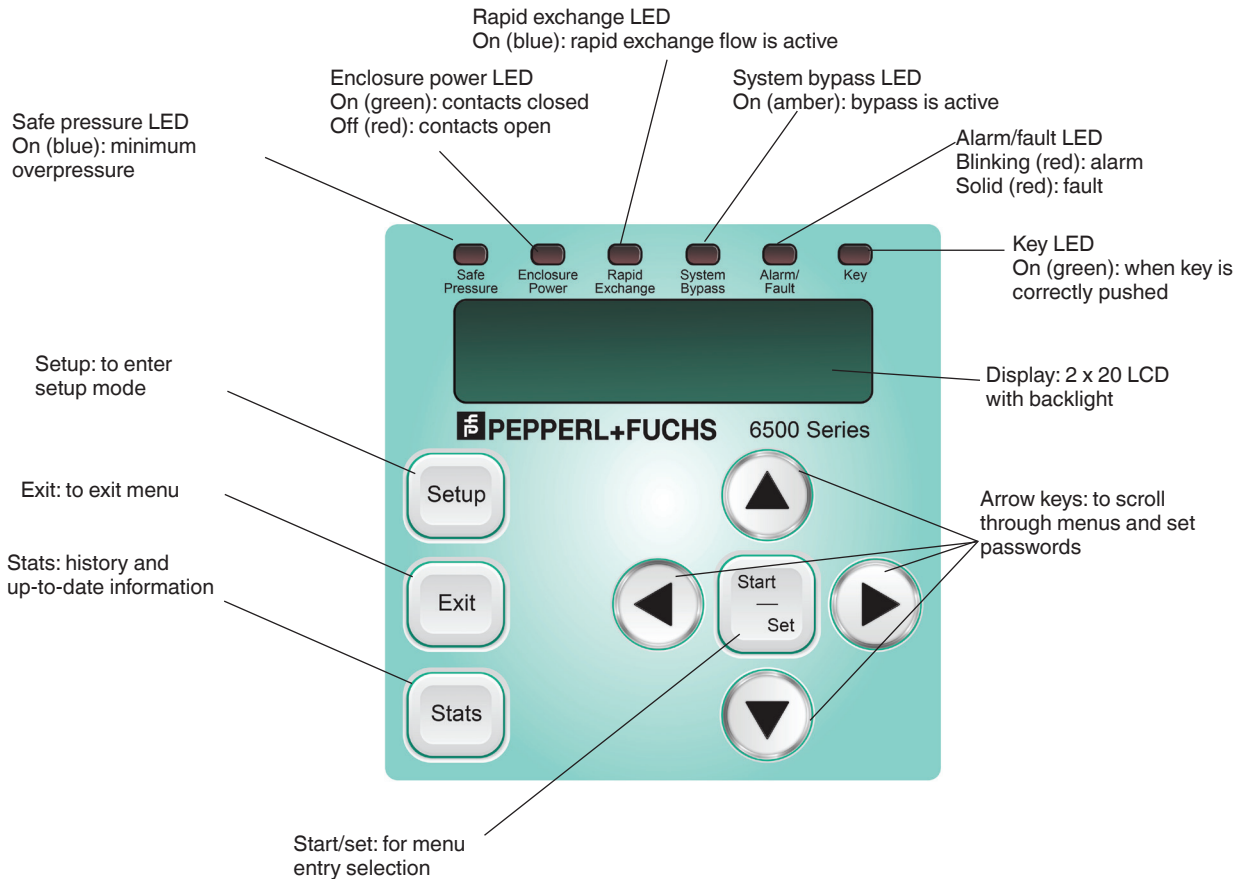 Rapid exchange LED
On (blue): rapid exchange flow is active
Enclosure power LED
On (green): contacts closed
Off (red): contacts open
System bypass LED
On (amber): bypass is active
Safe pressure LED
On (blue): minimum
overpressure
Alarm/fault LED
Blinking (red): alarm
Solid (red): fault
Key LED
On (green): when key is
correctly pushed
Safe
Pressure
Enclosure
Power
Rapid
Exchange
System
Bypass
Alarm/
Fault
Key
Setup: to enter
setup mode
Display: 2 x 20 LCD
with backlight
PEPPERL+FUCHS
6500 Series
Exit: to exit menu
Setup
Arrow keys: to scroll
through menus and set
passwords
Stats: history and
up-to-date information
Exit
Start
Set
Stats
Start/set: for menu
entry selection